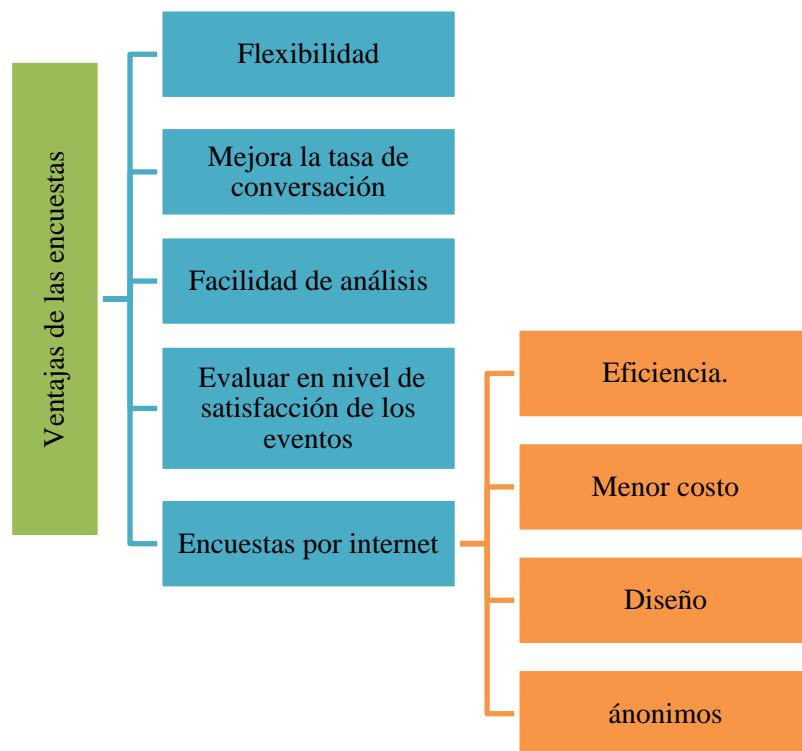 Ventajas de las encuestas
Flexibilidad
Mejora la tasa de
conversación
Facilidad de análisis
Evaluar en nivel de
satisfacción de los
eventos
Encuestas por internet
Eficiencia.
Menor costo
Diseño
ánonimos